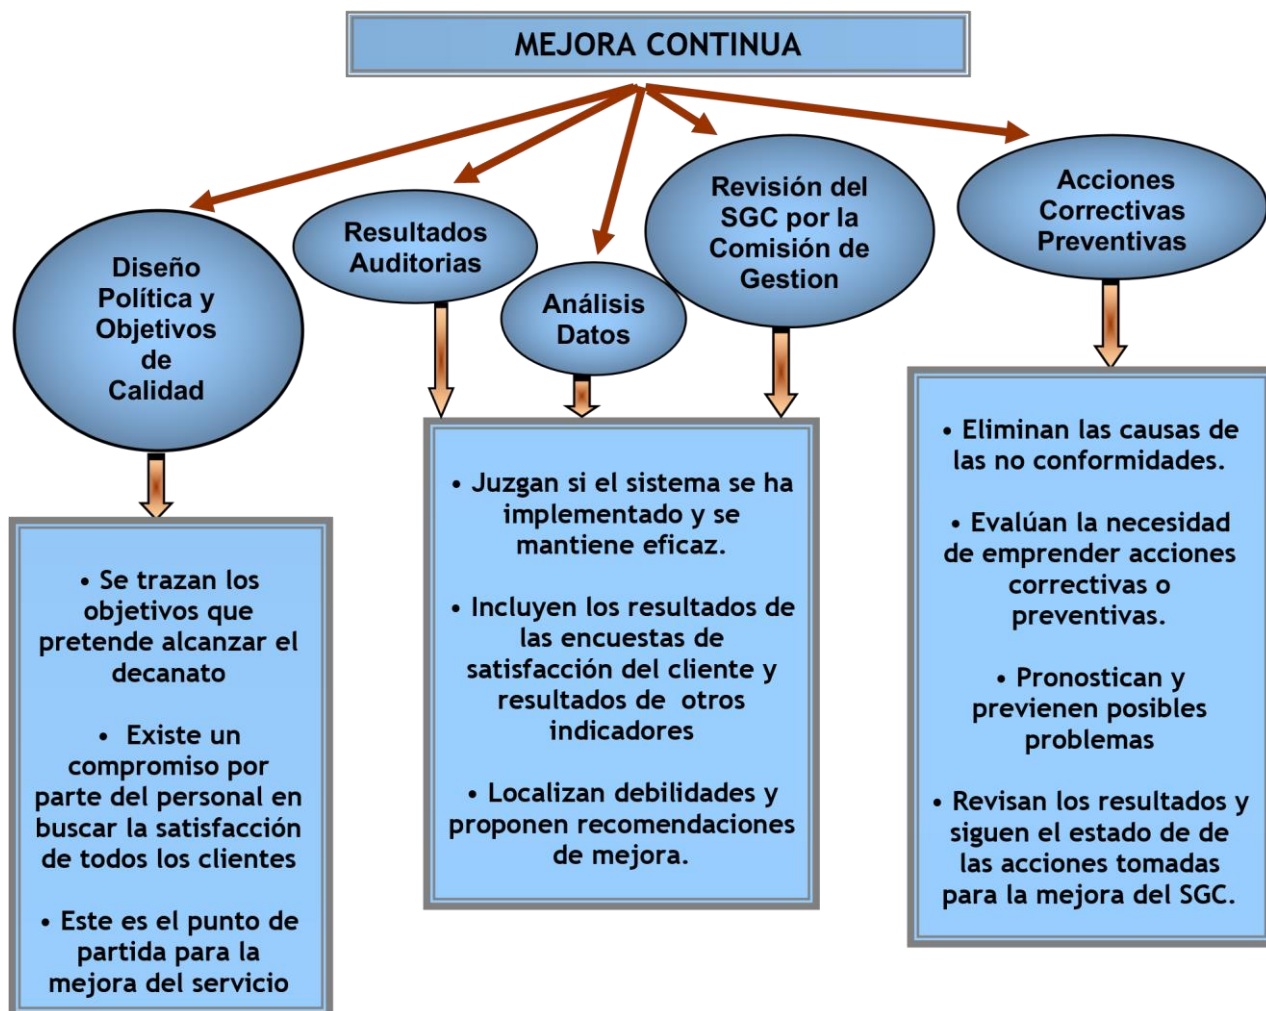 MEJORA CONTINUA
Diseño
Política y
Objetivos
de
Calidad
Resultados
Auditorias
Análisis
Datos
Revisión del
SGC por la
Comisión de
Gestion
Acciones
Correctivas
Preventivas
• Se trazan los
objetivos que
pretende alcanzar el
decanato
• Existe un
compromiso por
parte del personal en
buscar la satisfacción
de todos los clientes
• Este es el punto de
partida para la
mejora del servicio
• Juzgan si el sistema se ha
implementado y se
mantiene eficaz.
• Incluyen los resultados de
las encuestas de
satisfacción del cliente y
resultados de otros
indicadores
• Localizan debilidades y
proponen recomendaciones
de mejora.
• Eliminan las causas de
las no conformidades.
• Evalúan la necesidad
de emprender acciones
correctivas o
preventivas.
• Pronostican y
previenen posibles
problemas
• Revisan los resultados y
siguen el estado de de
las acciones tomadas
para la mejora del SGC.